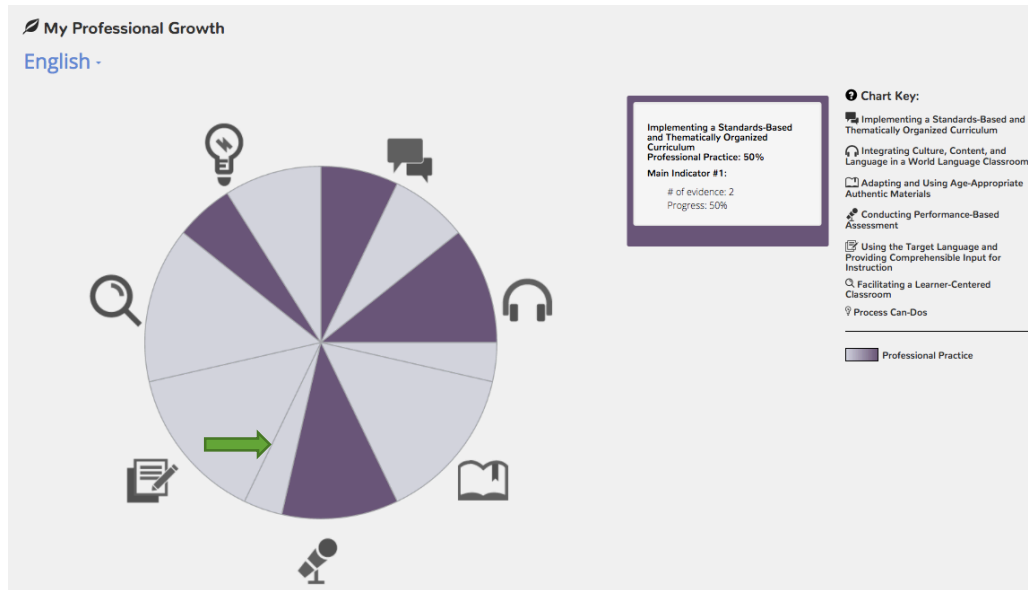 My Professional Growth
English -
Implementing a Standards-Based
and Thematically Organized
Curriculum
Professional Practice: 50%
Main Indicator #1:
# of evidence: 2
Progress: 50%
Chart Key:
Implementing a Standards-Based and
Thematically Organized Curriculum
Integrating Culture, Content, and
Language in a World Language Classroom
Adapting and Using Age-Appropriate
Authentic Materials
Conducting Performance-Based
Assessment
Using the Target Language and
Providing Comprehensible Input for
Instruction
Facilitating a Learner-Centered
Classroom
Process Can-Dos
Professional Practice